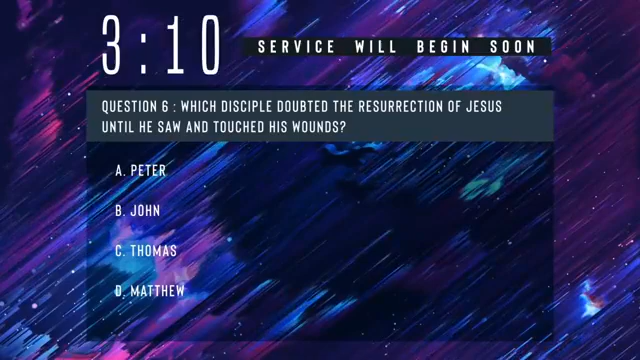 3:10
SERVICE WILL BEGIN SOON
QUESTION 6 : WHICH DISCIPLE DOUBTED THE RESURRECTION OF JESUS
UNTIL HE SAW AND TOUCHED HIS WOUNDS?
A. PETER
B. JOHN
C. THOMAS
D. MATTHEW